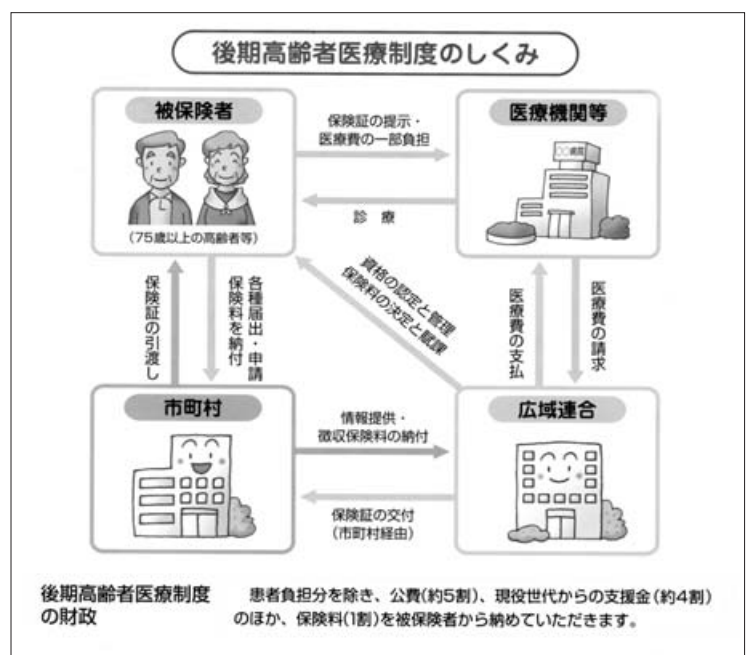 後期高齢者医療制度のしくみ
被保険者
(75歳以上の高齢者等)
保険証の提示・
医療費の一部負担
診 療
医療機関等
○○病院
保険証の引渡し
各種届出・申請
保険料を納付
資格の認定と管理
保険料の決定と賦課
医療費の支払
医療費の請求
市町村
情報提供・
徴収保険料の納付
保険証の交付
(市町村経由)
広域連合
後期高齢者医療制度
の財政
患者負担分を除き、公費(約5割)、現役世代からの支援金(約4割)
のほか、保険料(1割)を被保険者から納めていただきます。